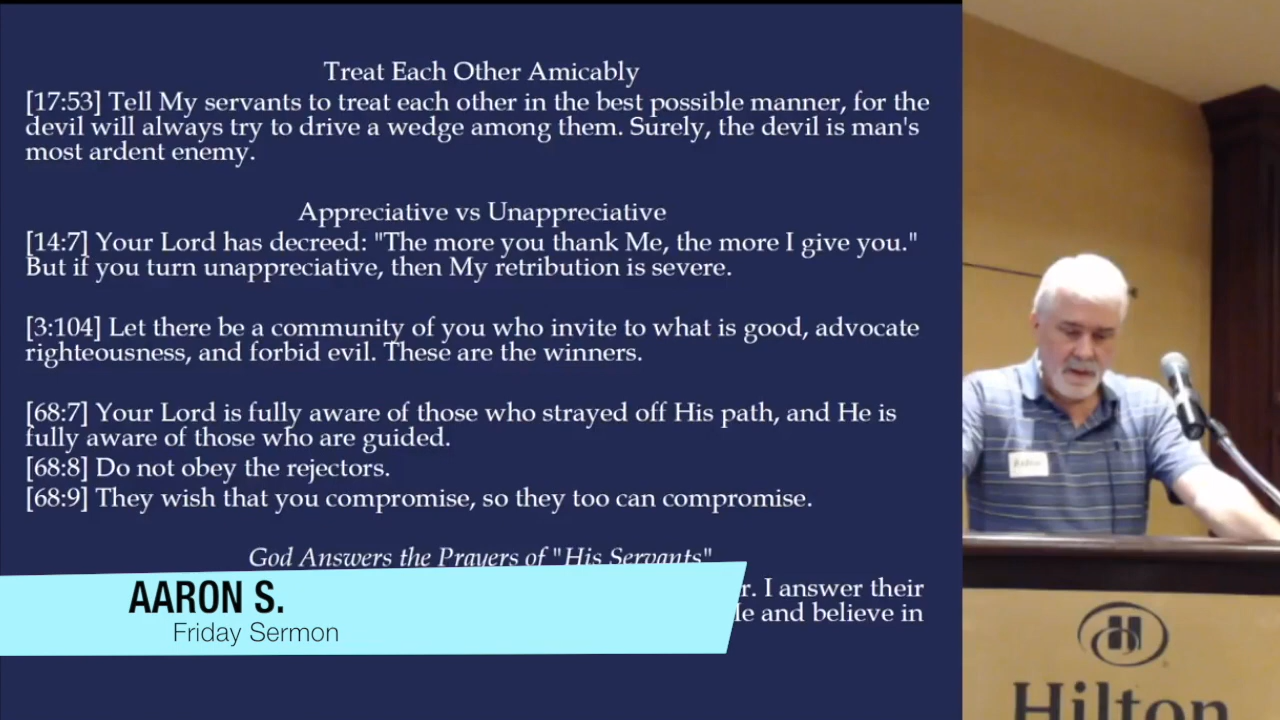 Treat Each Other Amicably
[17:53] Tell My servants to treat each other in the best possible manner, for the
devil will always try to drive a wedge among them. Surely, the devil is man's
most ardent enemy.
Appreciative vs Unappreciative
[14:7] Your Lord has decreed: "The more you thank Me, the more I give you."
But if you turn unappreciative, then My retribution is severe.
[3:104] Let there be a community of you who invite to what is good, advocate
righteousness, and forbid evil. These are the winners.
[68:7] Your Lord is fully aware of those who strayed off His path, and He is
fully aware of those who are guided.
[68:8] Do not obey the rejectors.
[68:9] They wish that you compromise, so they too can compromise.
God Answers the Prayers of "His Servants"
I answer their
and believe in
AARON S.
Friday Sermon
Hilton